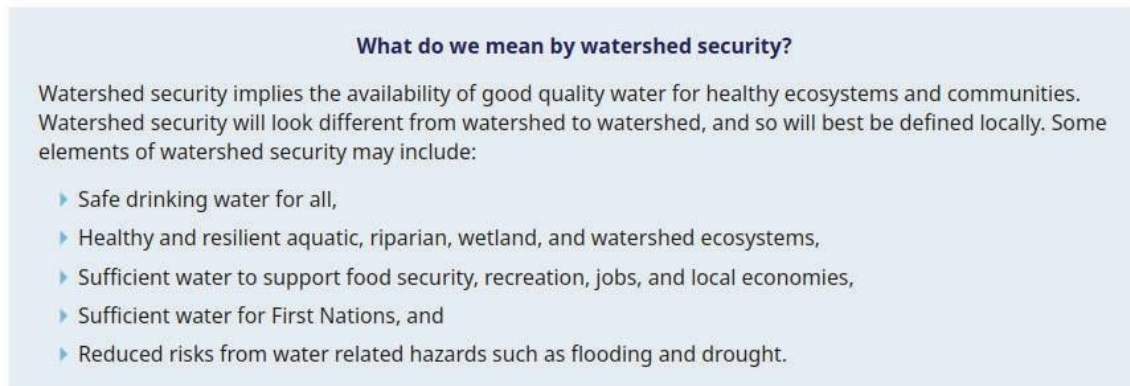 What do we mean by watershed security?
Watershed security implies the availability of good quality water for healthy ecosystems and communities.
Watershed security will look different from watershed to watershed, and so will best be defined locally. Some
elements of watershed security may include:
Safe drinking water for all,
Healthy and resilient aquatic, riparian, wetland, and watershed ecosystems,
Sufficient water to support food security, recreation, jobs, and local economies,
Sufficient water for First Nations, and
Reduced risks from water related hazards such as flooding and drought.